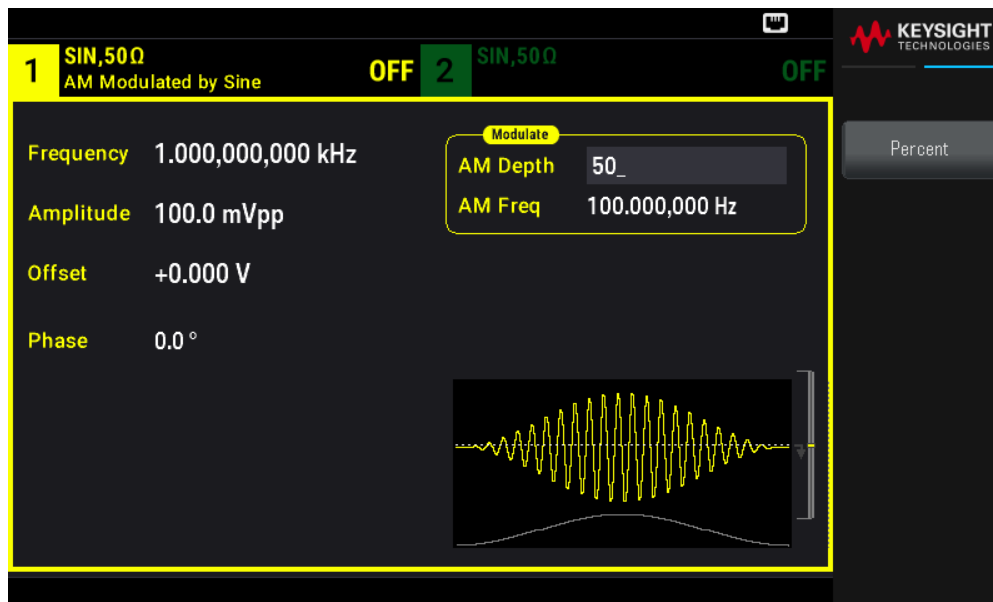 KEYSIGHT
TECHNOLOGIES
1 SIN,50Ω OFF
AM Modulated by Sine
2 SIN,50Ω OFF
Frequency 1.000,000,000 kHz
Amplitude 100.0 mVpp
Offset +0.000 V
Phase 0.0 °
Modulate
AM Depth 50_
AM Freq 100.000,000 Hz
Percent